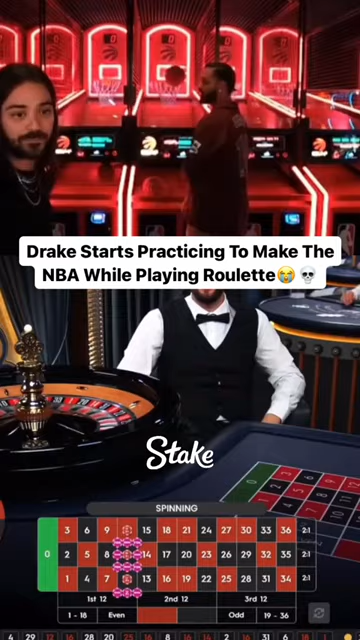 Drake Starts Practicing To Make The
NBA While Playing Roulette😭💀
Stake
SPINNING
3 6 9 15 18 21 24 27 30 33 36 2:1
0 2 5 8 14 17 20 23 26 29 32 35 2:1
1 4 7 13 16 19 22 25 28 31 34 2:1
1st 12 2nd 12 3rd 12
1 - 18 Even Odd 19 - 36